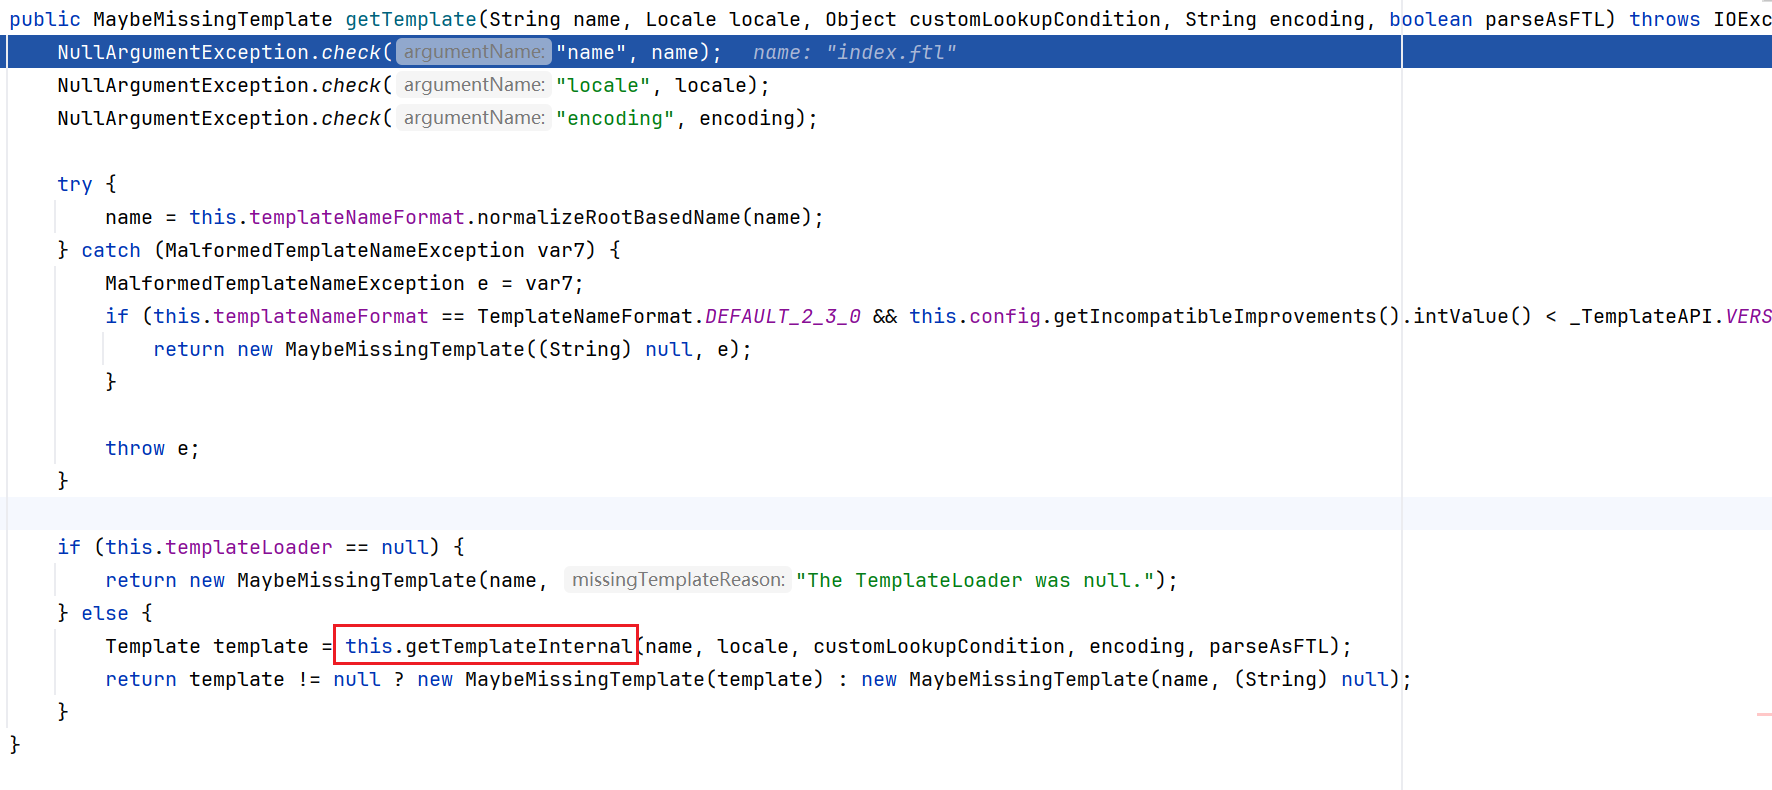 public MaybeMissingTemplate getTemplate(String name, Locale locale, Object customLookupCondition, String encoding, boolean parseAsFTL) throws IOExc
    NullArgumentException.check( argumentName: "name", name);   name: "index.ftl"
    NullArgumentException.check( argumentName: "locale", locale);
    NullArgumentException.check( argumentName: "encoding", encoding);
    try {
        name = this.templateNameFormat.normalizeRootBasedName(name);
    } catch (MalformedTemplateNameException var7) {
        MalformedTemplateNameException e = var7;
        if (this.templateNameFormat == TemplateNameFormat.DEFAULT_2_3_0 && this.config.getIncompatibleImprovements().intValue() < _TemplateAPI.VERS
            return new MaybeMissingTemplate((String) null, e);
        }
        throw e;
    }
    if (this.templateLoader == null) {
        return new MaybeMissingTemplate(name, missingTemplateReason: "The TemplateLoader was null.");
    } else {
        Template template = this.getTemplateInternal(name, locale, customLookupCondition, encoding, parseAsFTL);
        return template != null ? new MaybeMissingTemplate(template) : new MaybeMissingTemplate(name, (String) null);
    }
}